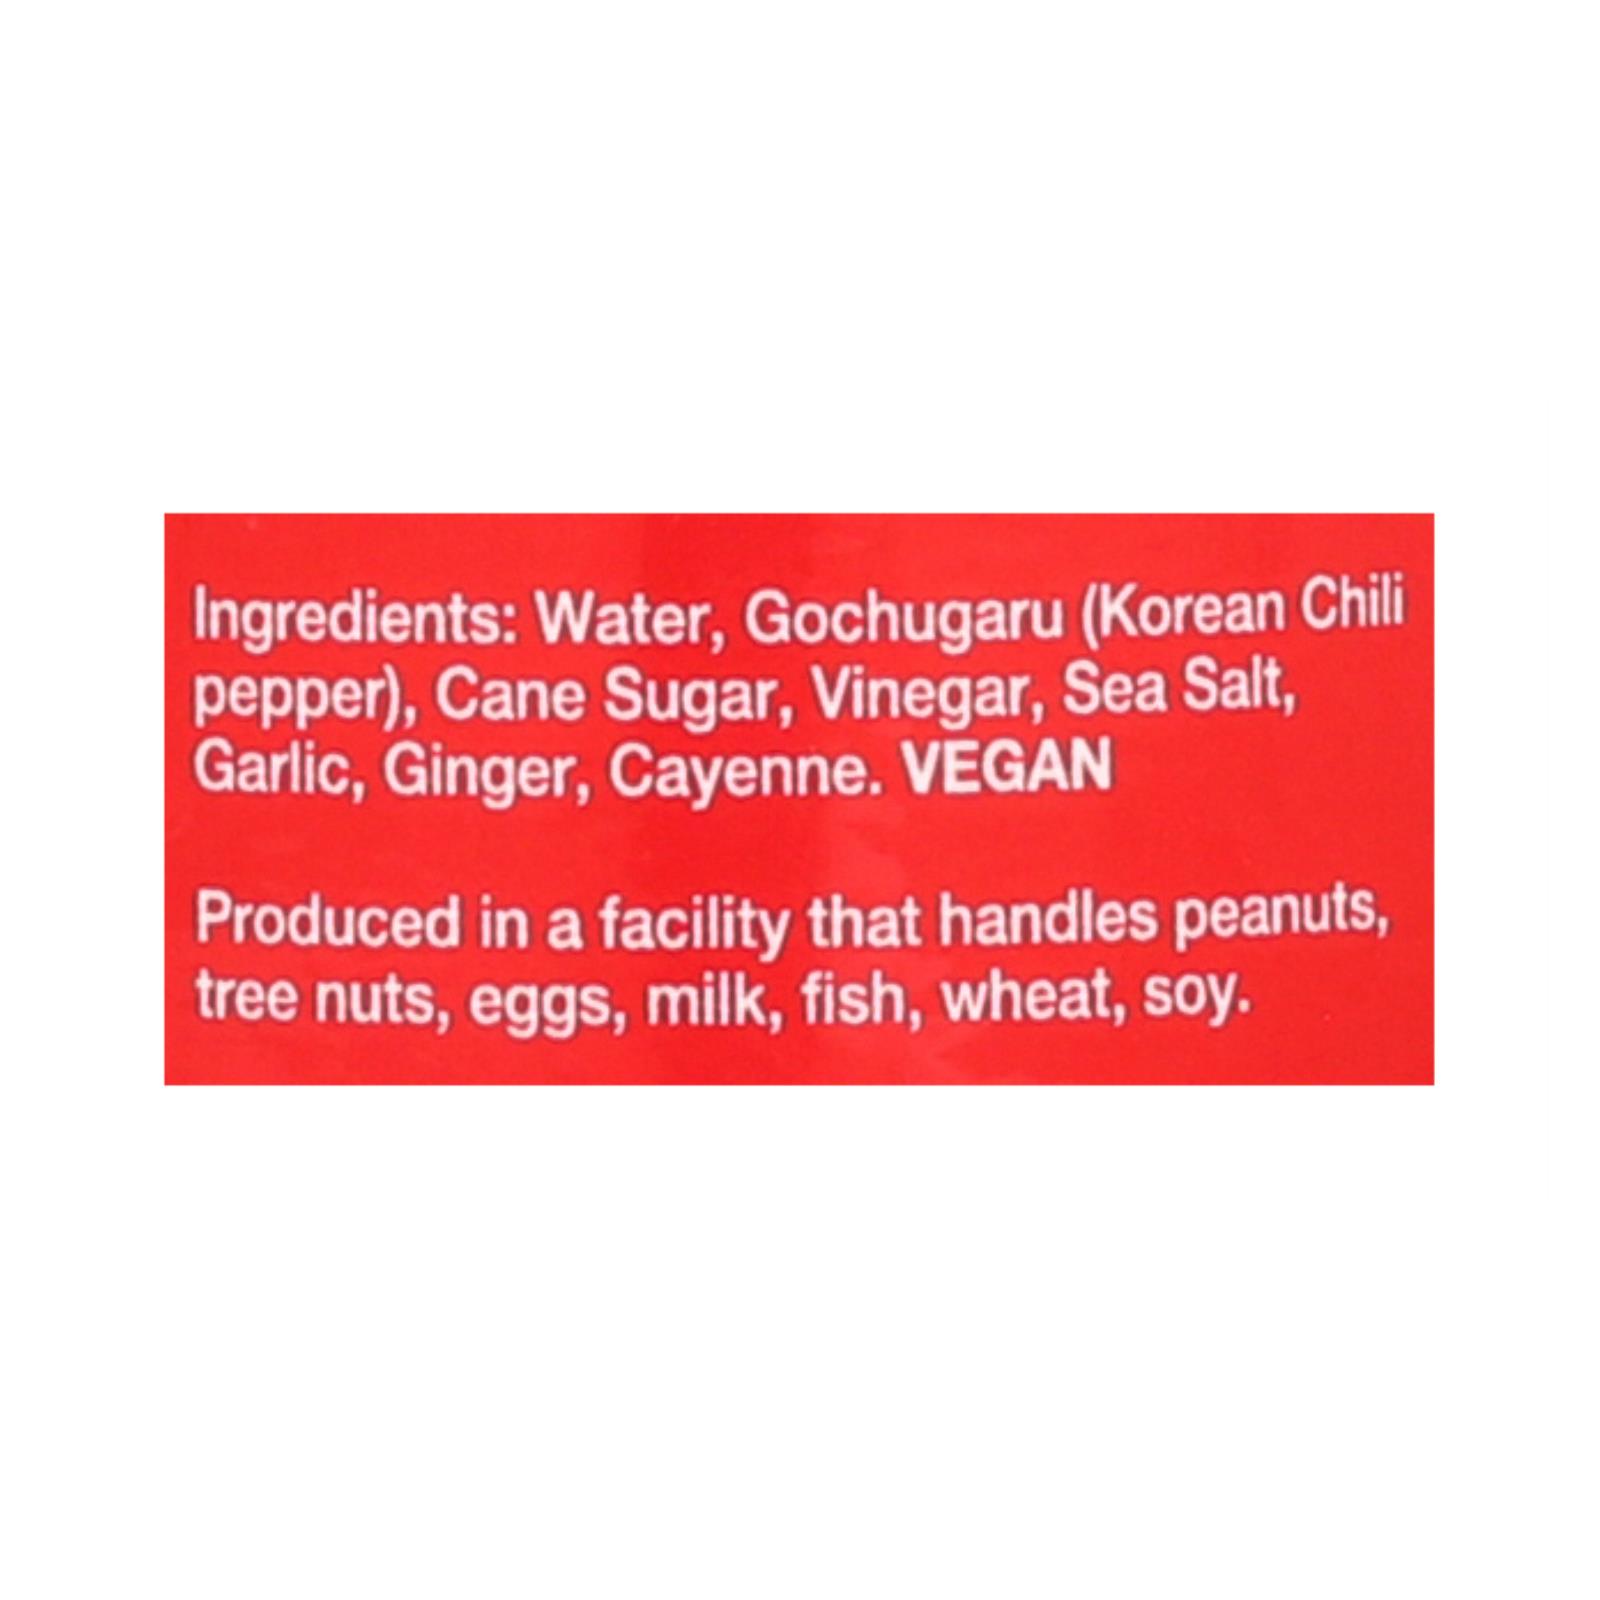 Ingredients: Water, Gochugaru (Korean Chili
pepper), Cane Sugar, Vinegar, Sea Salt,
Garlic, Ginger, Cayenne. VEGAN
Produced in a facility that handles peanuts,
tree nuts, eggs, milk, fish, wheat, soy.